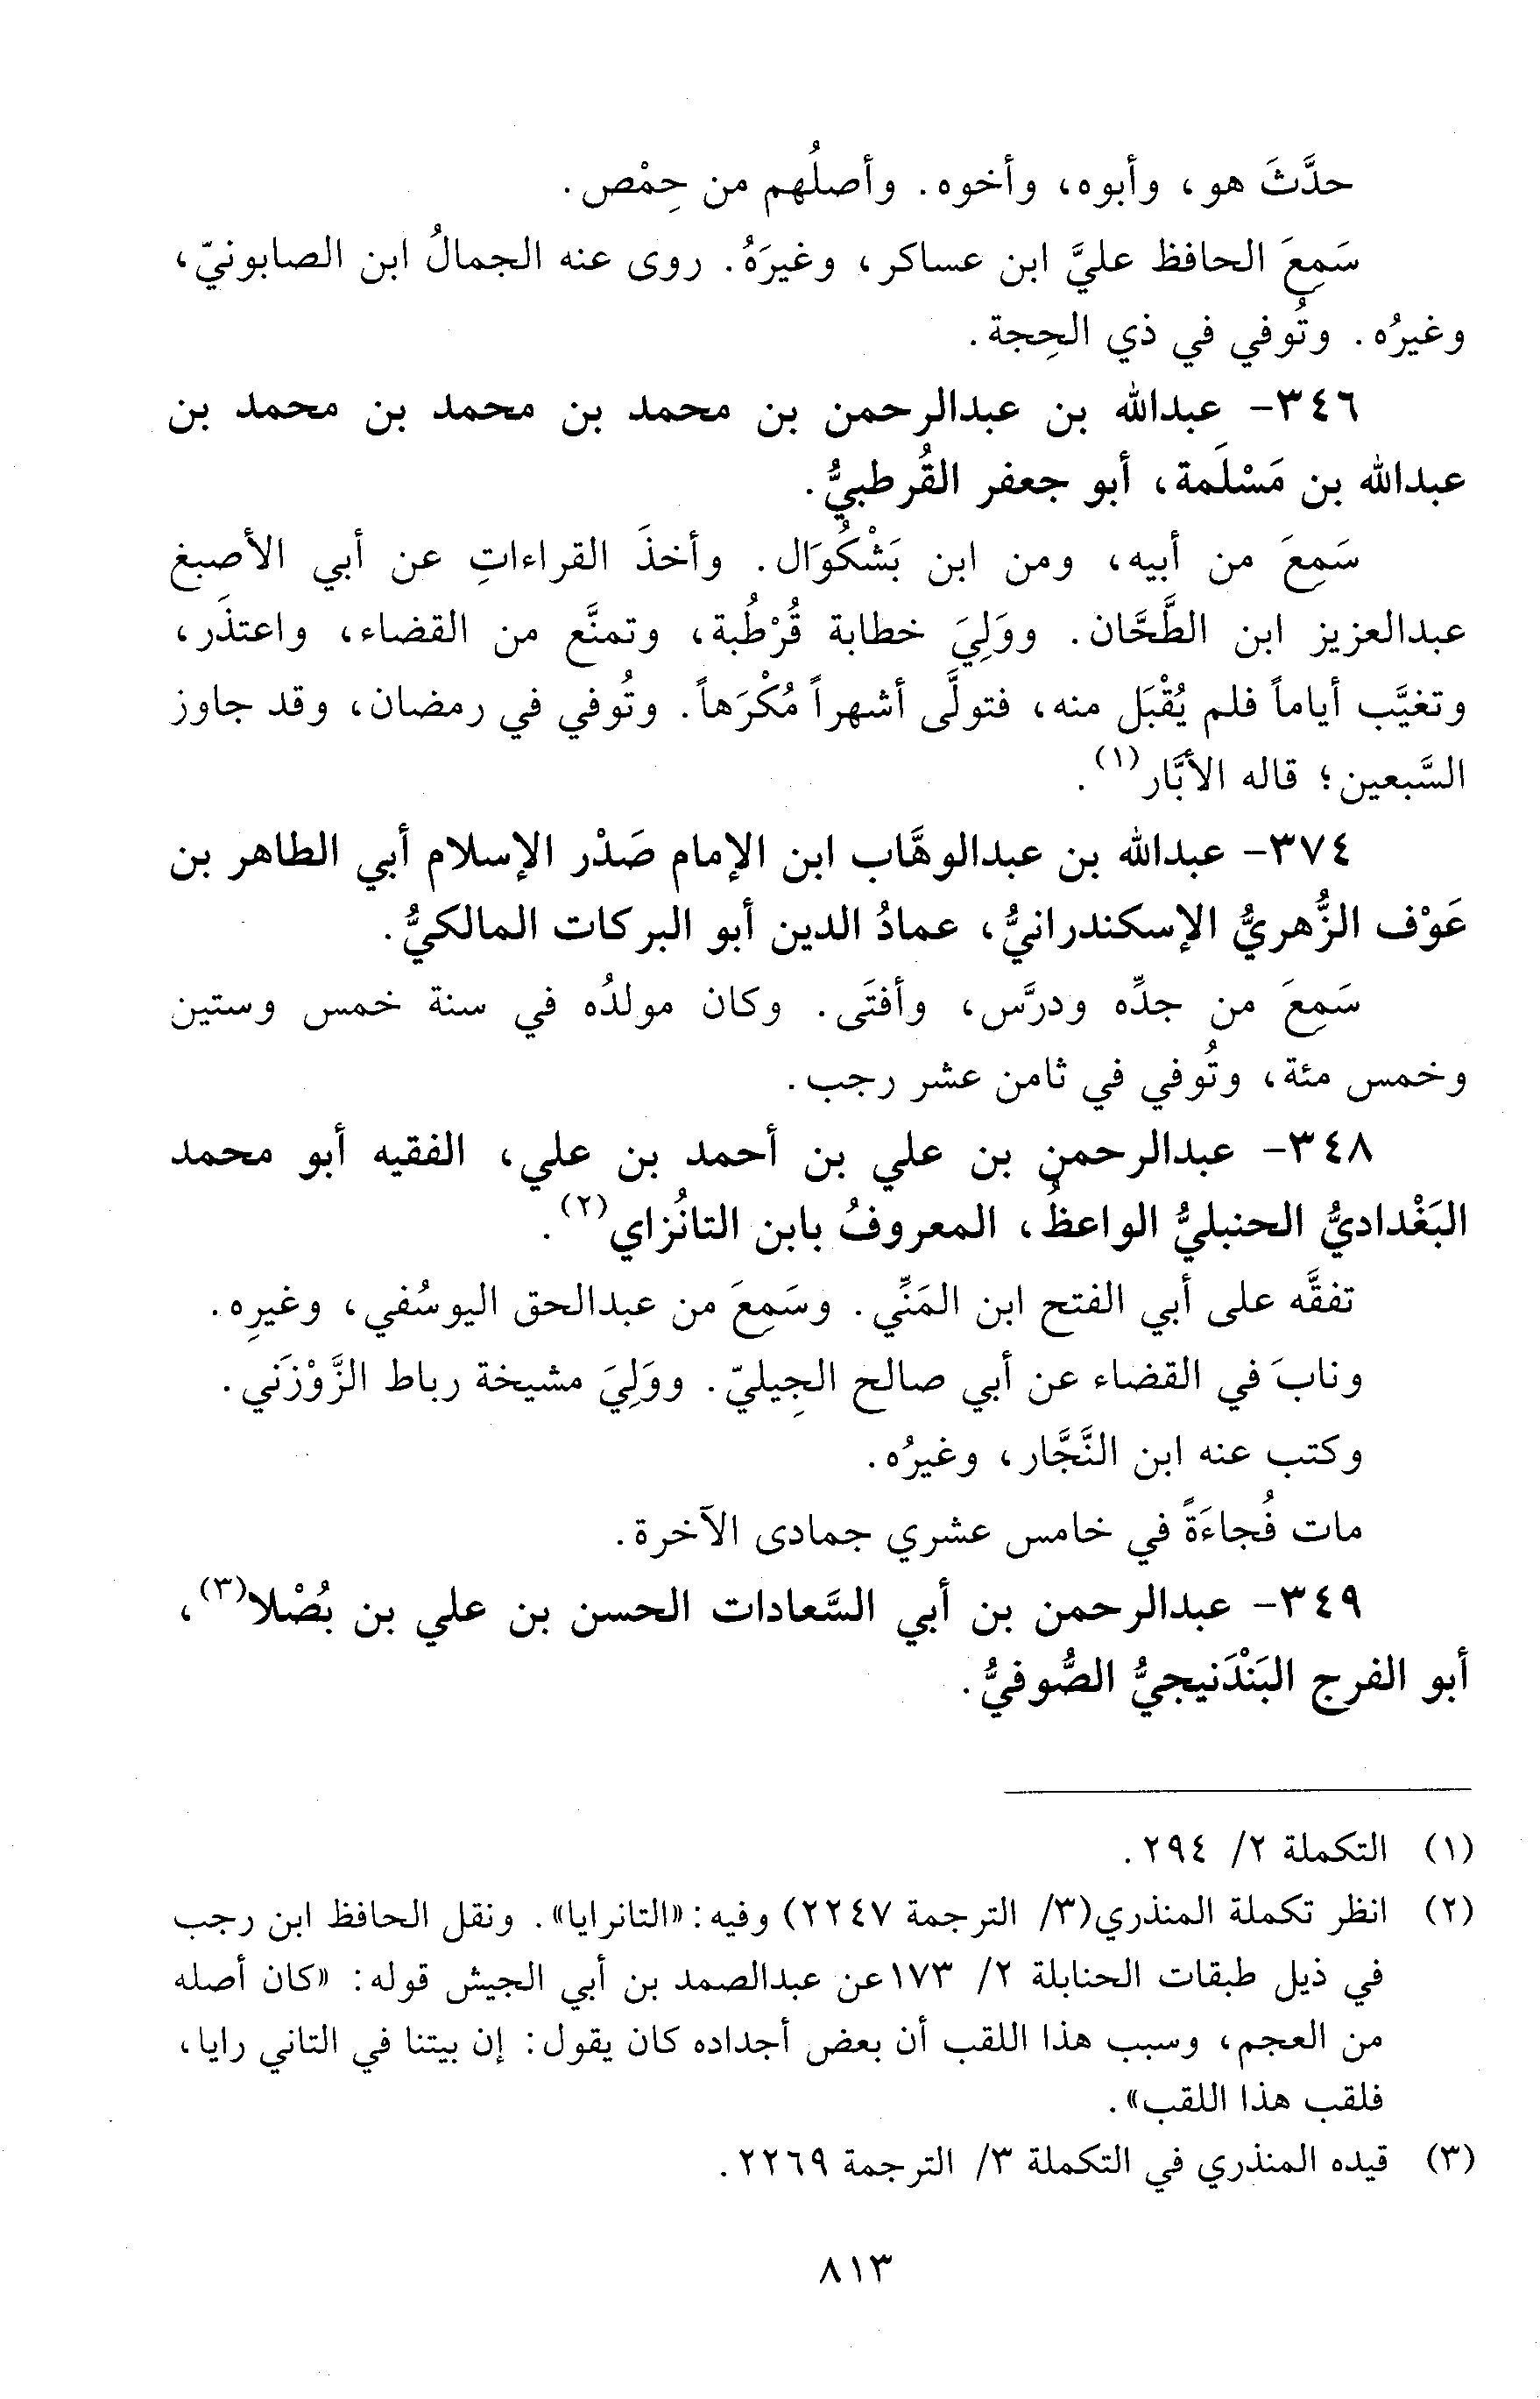 حدَّثَ هو، وأبوه، وأخوه. وأصلُهم من حِمْص.
سَمِعَ الحافظ عليَّ ابن عساكر، وغيرَهُ. روى عنه الجمالُ ابن الصابونيّ،
وغيرُه. وتُوفي في ذي الحِجة.
٣٤٦- عبدالله بن عبدالرحمن بن محمد بن محمد بن محمد بن
عبدالله بن مَسْلَمة، أبو جعفر القُرطبيُّ.
سَمِعَ من أبيه، ومن ابن بَشْكُوَال. وأخذَ القراءاتِ عن أبي الأصبغ
عبدالعزيز ابن الطَّحَّان. ووَلِيَ خطابة قُرْطُبة، وتمنَّع من القضاء، واعتذَر،
وتغيَّب أياماً فلم يُقْبَل منه، فتولَّى أشهراً مُكْرَهاً. وتُوفي في رمضان، وقد جاوز
السَّبعين؛ قاله الأبَّار(١).
٣٧٤- عبدالله بن عبدالوهَّاب ابن الإمام صَدْر الإسلام أبي الطاهر بن
عَوْف الزُّهريُّ الإسكندرانيُّ، عمادُ الدين أبو البركات المالكيُّ.
سَمِعَ من جدِّه ودرَّس، وأفتَى. وكان مولدُه في سنة خمس وستين
وخمس مئة، وتُوفي في ثامن عشر رجب.
٣٤٨- عبدالرحمن بن علي بن أحمد بن علي، الفقيه أبو محمد
البَغْداديُّ الحنبليُّ الواعظُ، المعروفُ بابن التانُزاي(٢).
تفقَّه على أبي الفتح ابن المَنِّي. وسَمِعَ من عبدالحق اليوسُفي، وغيرِه.
ونابَ في القضاء عن أبي صالح الجِيليّ. ووَلِيَ مشيخة رباط الزَّوْزَني.
وكتب عنه ابن النَّجَّار، وغيرُه.
مات فُجاءَةً في خامس عشري جمادى الآخرة.
٣٤٩- عبدالرحمن بن أبي السَّعادات الحسن بن علي بن بُصْلا(٣)،
أبو الفرج البَنْدَنيجيُّ الصُّوفيُّ.
(١) التكملة ٢/ ٢٩٤.
(٢) انظر تكملة المنذري(٣/ الترجمة ٢٢٤٧) وفيه: «التانرايا». ونقل الحافظ ابن رجب
في ذيل طبقات الحنابلة ٢/ ١٧٣عن عبدالصمد بن أبي الجيش قوله: «كان أصله
من العجم، وسبب هذا اللقب أن بعض أجداده كان يقول: إن بيتنا في التاني رايا،
فلقب هذا اللقب».
(٣) قيده المنذري في التكملة ٣/ الترجمة ٢٢٦٩.
٨١٣